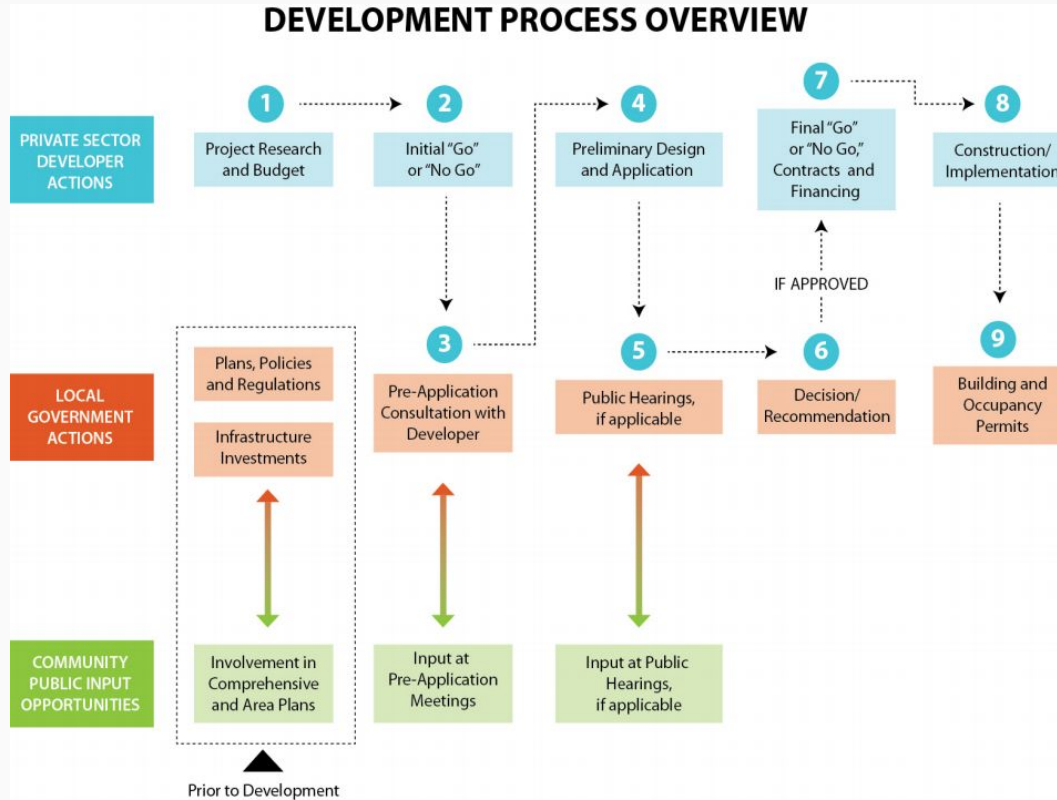 DEVELOPMENT PROCESS OVERVIEW
PRIVATE SECTOR
DEVELOPER
ACTIONS
1
Project Research
and Budget
2
Initial “Go”
or “No Go”
4
Preliminary Design
and Application
7
Final “Go”
or “No Go,”
Contracts and
Financing
8
Construction/
Implementation
IF APPROVED
LOCAL
GOVERNMENT
ACTIONS
Plans, Policies
and Regulations
Infrastructure
Investments
3
Pre-Application
Consultation with
Developer
5
Public Hearings,
if applicable
6
Decision/
Recommendation
9
Building and
Occupancy
Permits
COMMUNITY
PUBLIC INPUT
OPPORTUNITIES
Involvement in
Comprehensive
and Area Plans
Input at
Pre-Application
Meetings
Input at Public
Hearings,
if applicable
Prior to Development